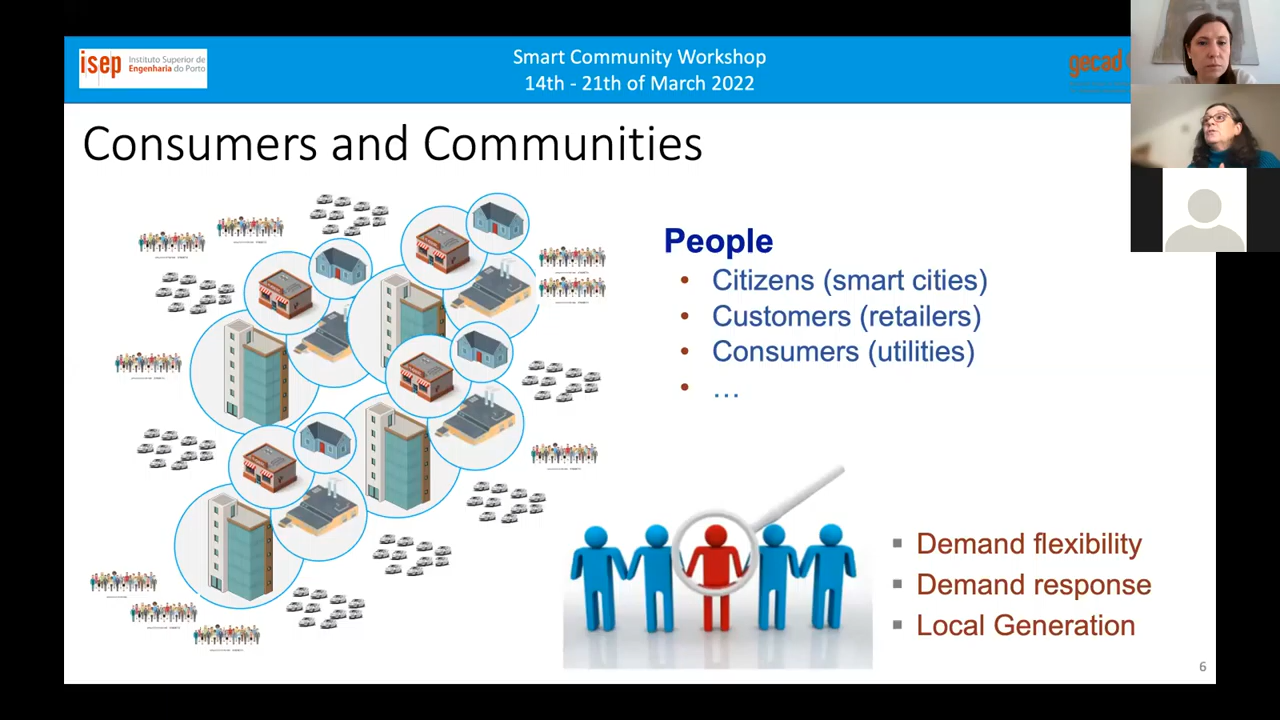 isep
Instituto Superior de
Engenharia do Porto
Smart Community Workshop
14th - 21th of March 2022
gecad
Consumers and Communities
People
• Citizens (smart cities)
• Customers (retailers)
• Consumers (utilities)
• …
▪ Demand flexibility
▪ Demand response
▪ Local Generation
6